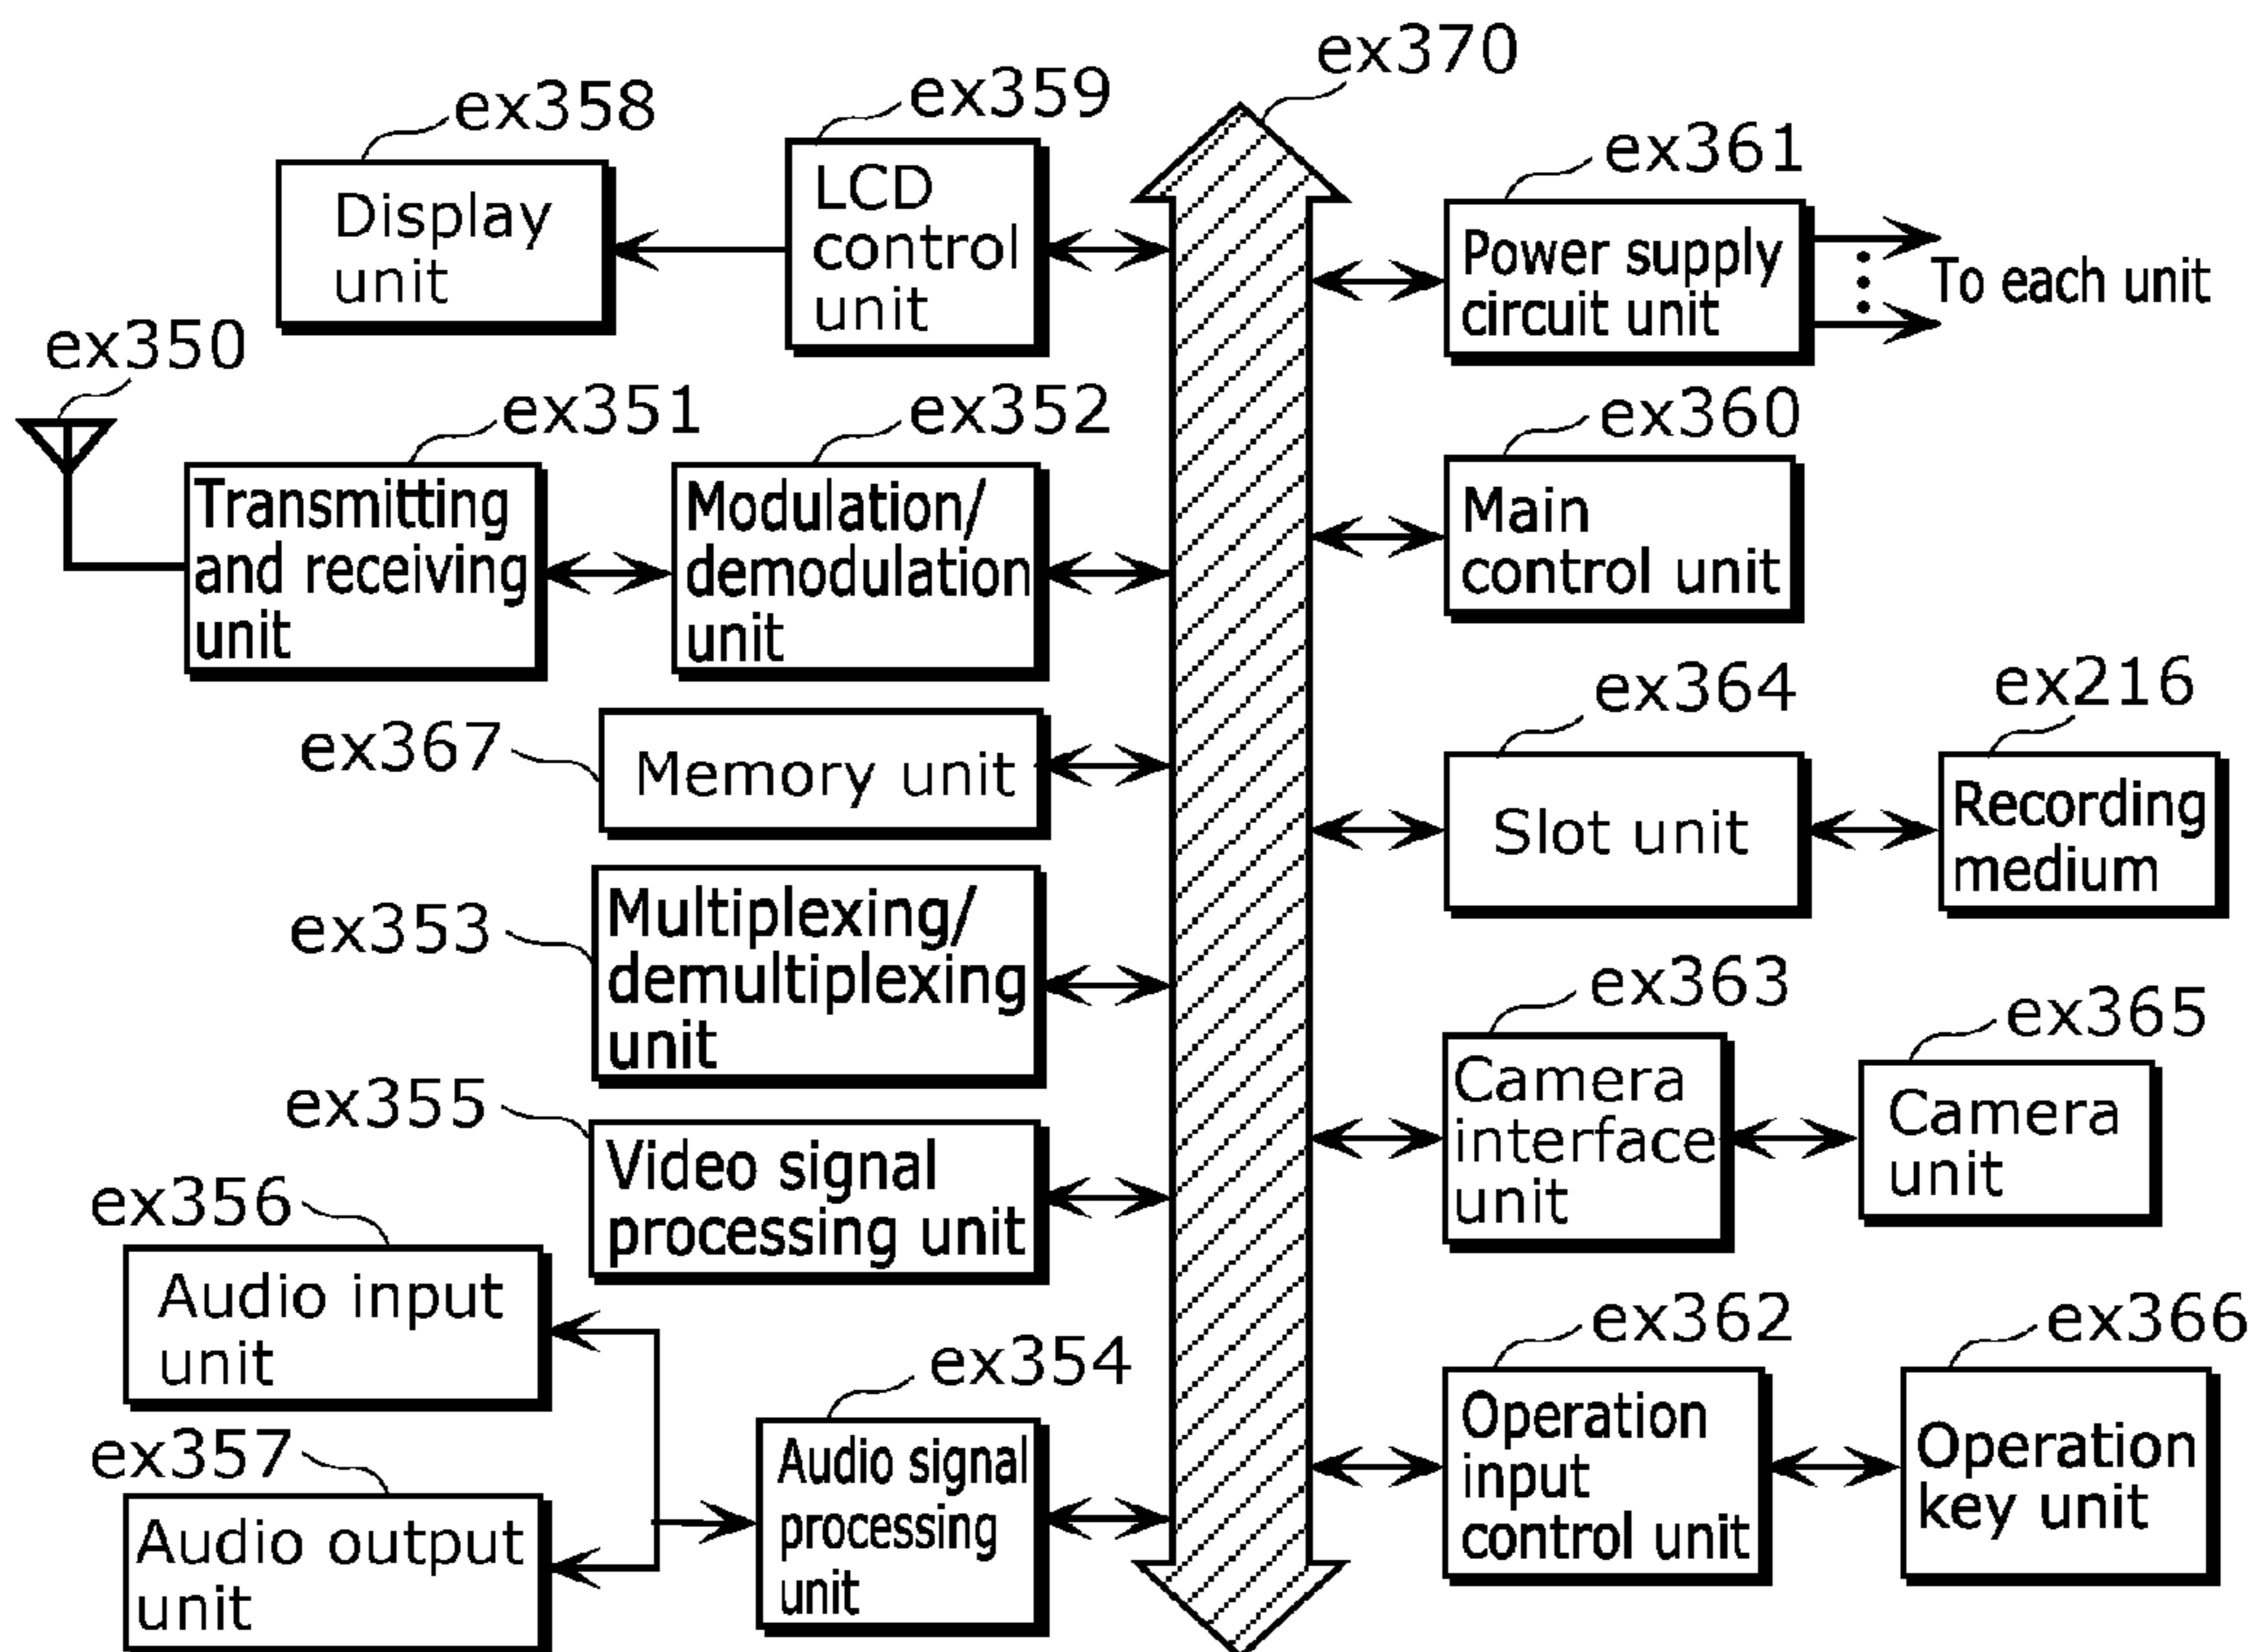 ex370
ex358
ex359
ex361
Display
unit
LCD
control
unit
Power supply
circuit unit
To each unit
ex350
ex351
ex352
ex360
Transmitting
and receiving
unit
Modulation/
demodulation
unit
Main
control unit
ex367
Memory unit
ex364
ex216
Slot unit
Recording
medium
ex353
Multiplexing/
demultiplexing
unit
ex363
ex365
Camera
interface
unit
Camera
unit
ex355
Video signal
processing unit
ex356
Audio input
unit
ex354
ex362
ex366
ex357
Audio output
unit
Audio signal
processing
unit
Operation
input
control unit
Operation
key unit